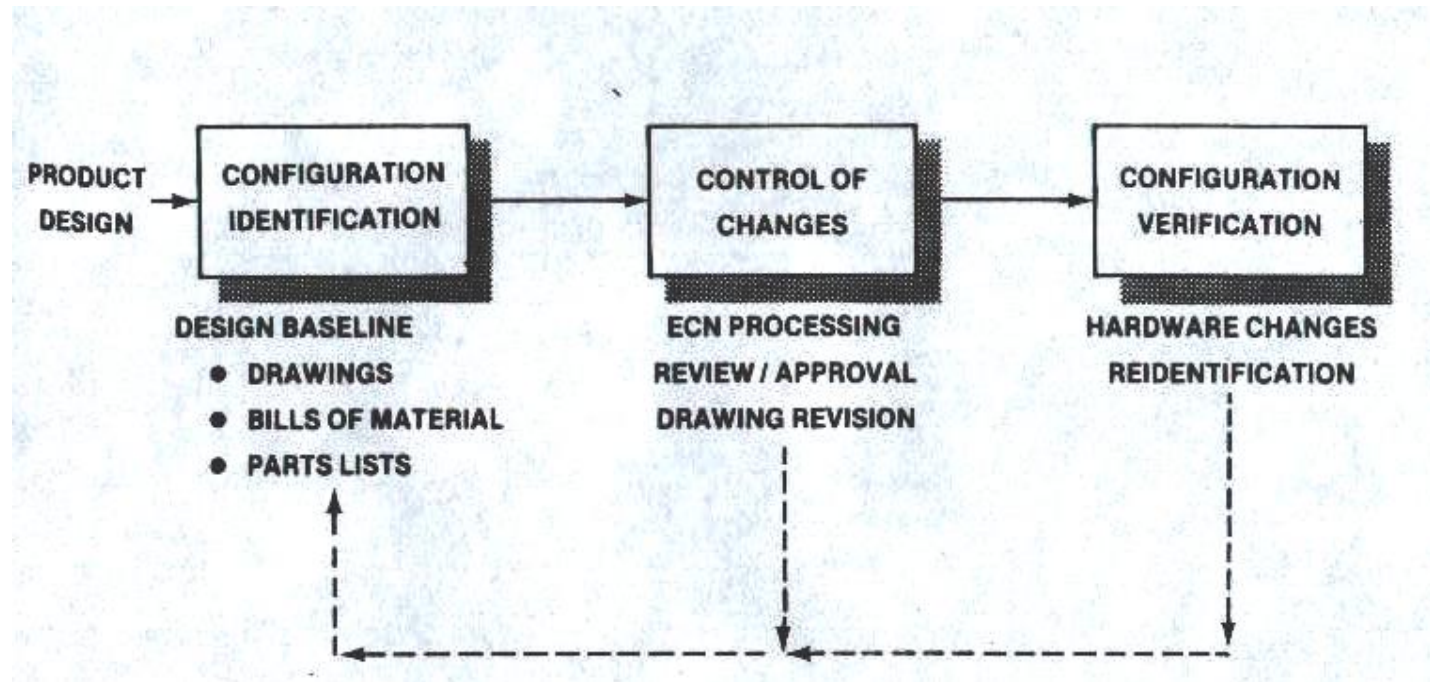 PRODUCT
DESIGN
CONFIGURATION
IDENTIFICATION
CONTROL OF
CHANGES
CONFIGURATION
VERIFICATION
DESIGN BASELINE
● DRAWINGS
● BILLS OF MATERIAL
● PARTS LISTS
ECN PROCESSING
REVIEW / APPROVAL
DRAWING REVISION
HARDWARE CHANGES
REIDENTIFICATION